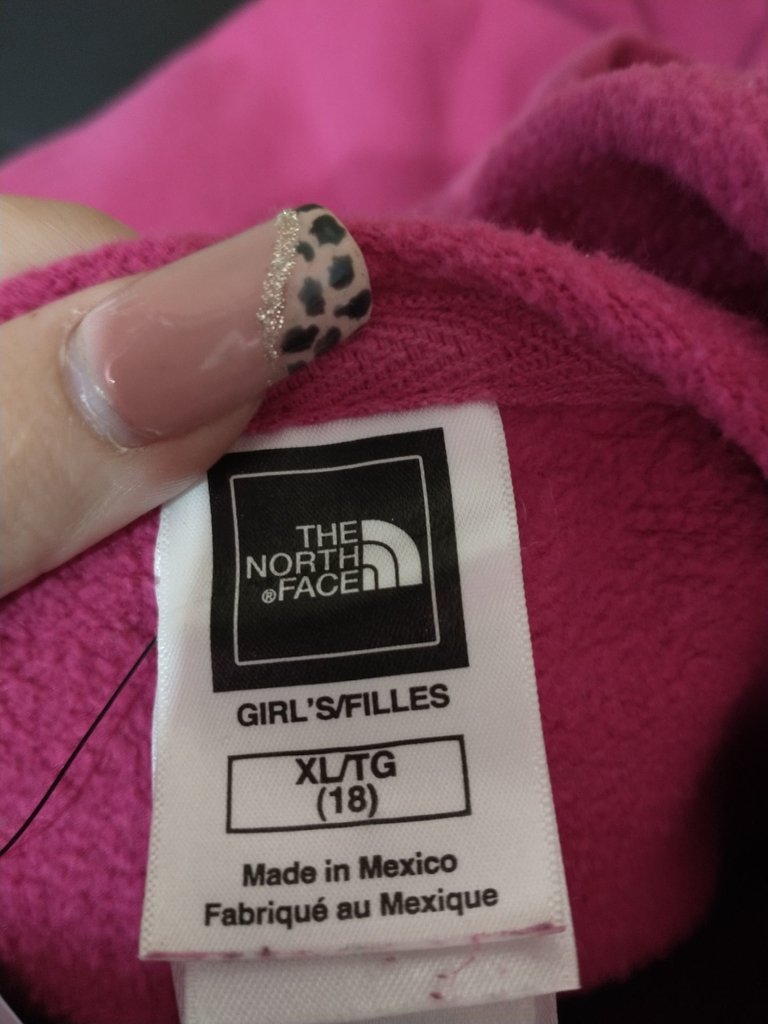 THE
NORTH
®FACE
GIRL'S/FILLES
XL/TG
(18)
Made in Mexico
Fabriqué au Mexique